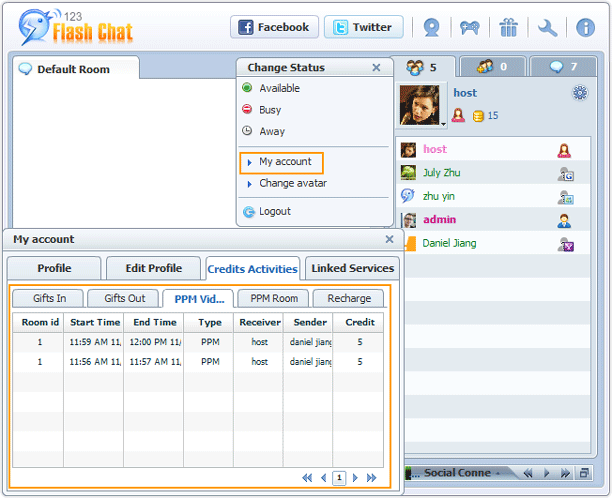 123
Flash Chat
Facebook
Twitter
Default Room
Change Status
Available
Busy
Away
My account
Change avatar
Logout
5
0
7
host
15
host
July Zhu
zhu yin
admin
Daniel Jiang
My account
Profile
Edit Profile
Credits Activities
Linked Services
Gifts In
Gifts Out
PPM Vid...
PPM Room
Recharge
Room id Start Time End Time Type Receiver Sender Credit
1 11:59 AM 11, 12:00 PM 11/ PPM host daniel jiang 5
1 11:56 AM 11, 11:57 AM 11, PPM host daniel jiang 5
1
... Social Conne